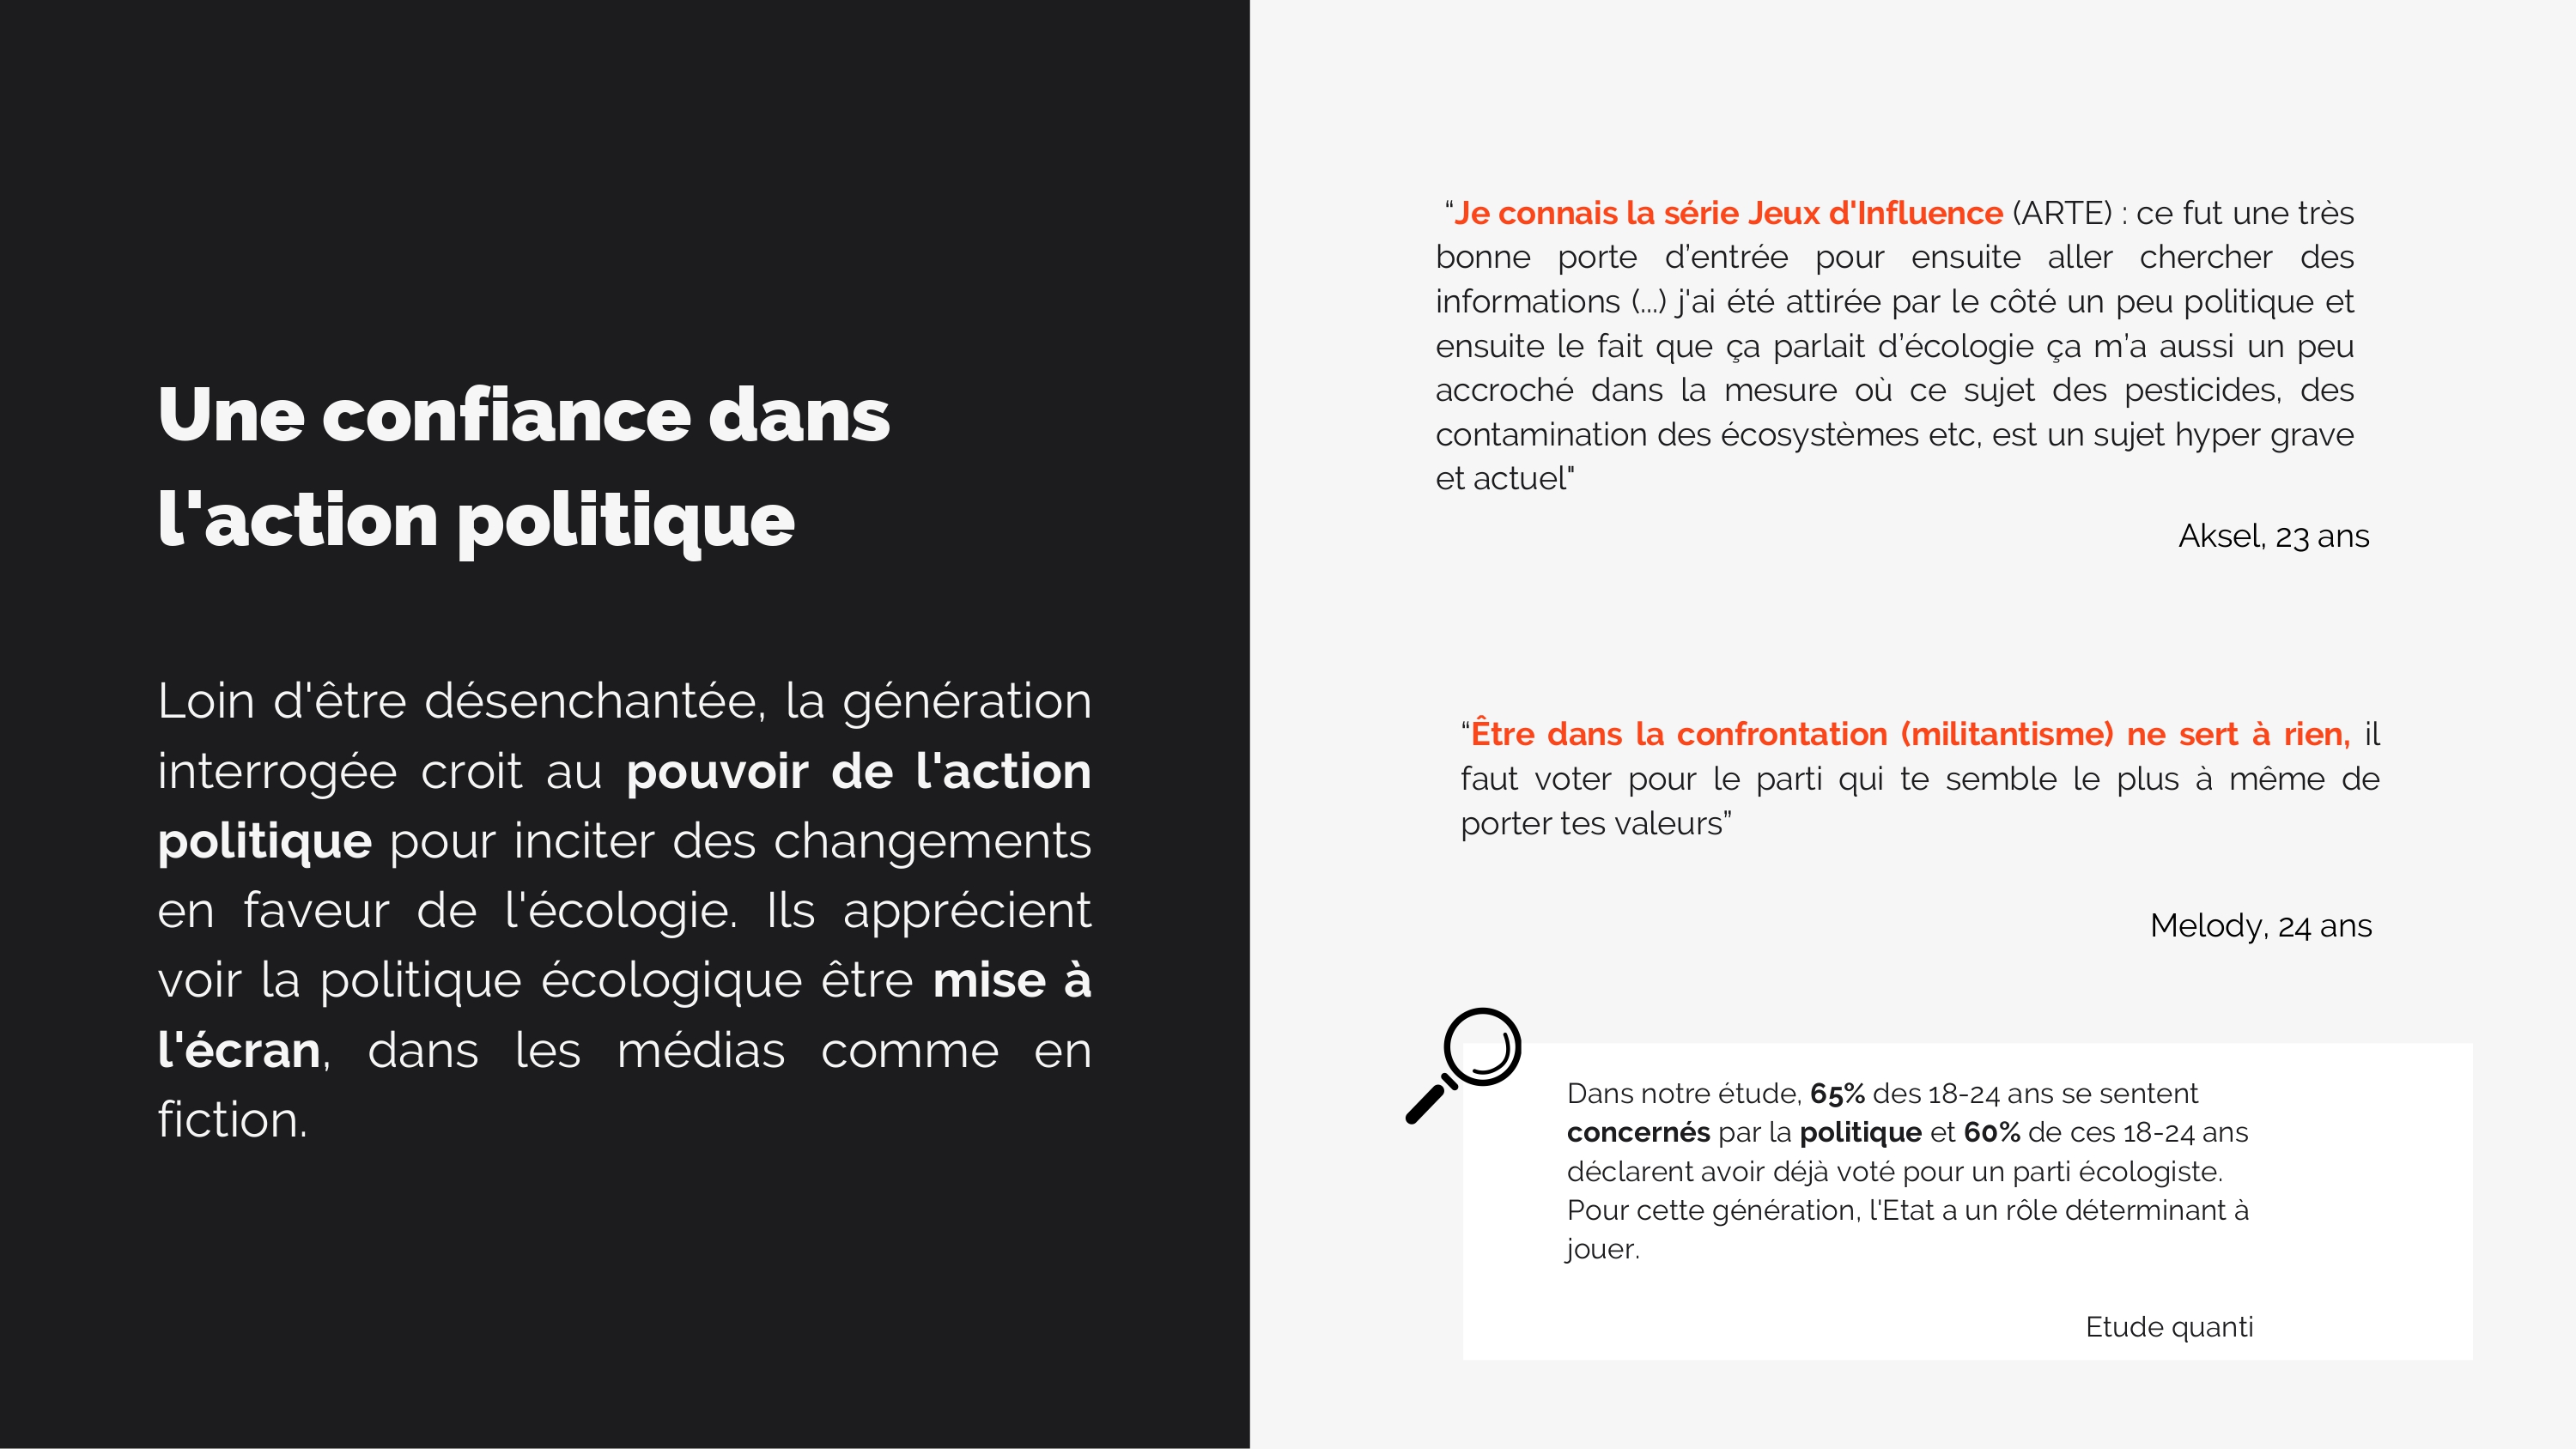 Une confiance dans
l'action politique
Loin d'être désenchantée, la génération
interrogée croit au pouvoir de l'action
politique pour inciter des changements
en faveur de l'écologie. Ils apprécient
voir la politique écologique être mise à
l'écran, dans les médias comme en
fiction.
“Je connais la série Jeux d'Influence (ARTE) : ce fut une très
bonne porte d’entrée pour ensuite aller chercher des
informations (...) j'ai été attirée par le côté un peu politique et
ensuite le fait que ça parlait d’écologie ça m’a aussi un peu
accroché dans la mesure où ce sujet des pesticides, des
contamination des écosystèmes etc, est un sujet hyper grave
et actuel"
Aksel, 23 ans
“Être dans la confrontation (militantisme) ne sert à rien, il
faut voter pour le parti qui te semble le plus à même de
porter tes valeurs”
Melody, 24 ans
Dans notre étude, 65% des 18-24 ans se sentent
concernés par la politique et 60% de ces 18-24 ans
déclarent avoir déjà voté pour un parti écologiste.
Pour cette génération, l'Etat a un rôle déterminant à
jouer.
Etude quanti